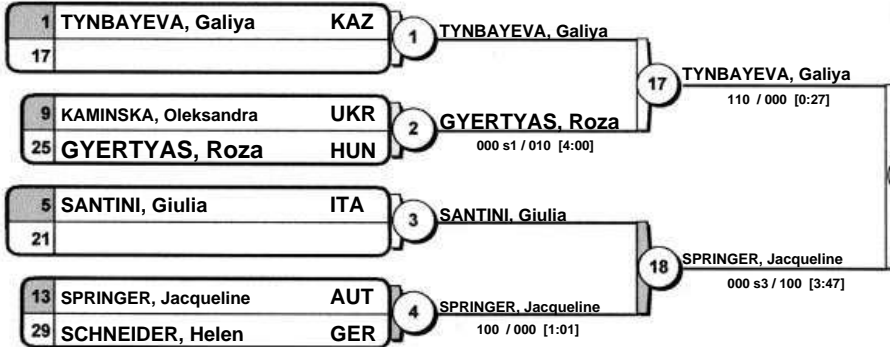 1 TYNBAYEVA, Galiya KAZ
17
1
TYNBAYEVA, Galiya
9 KAMINSKA, Oleksandra UKR
25 GYERTYAS, Roza HUN
2
GYERTYAS, Roza
000 s1 / 010 [4:00]
17
TYNBAYEVA, Galiya
110 / 000 [0:27]
5 SANTINI, Giulia ITA
21
3
SANTINI, Giulia
13 SPRINGER, Jacqueline AUT
29 SCHNEIDER, Helen GER
4
SPRINGER, Jacqueline
100 / 000 [1:01]
18
SPRINGER, Jacqueline
000 s3 / 100 [3:47]